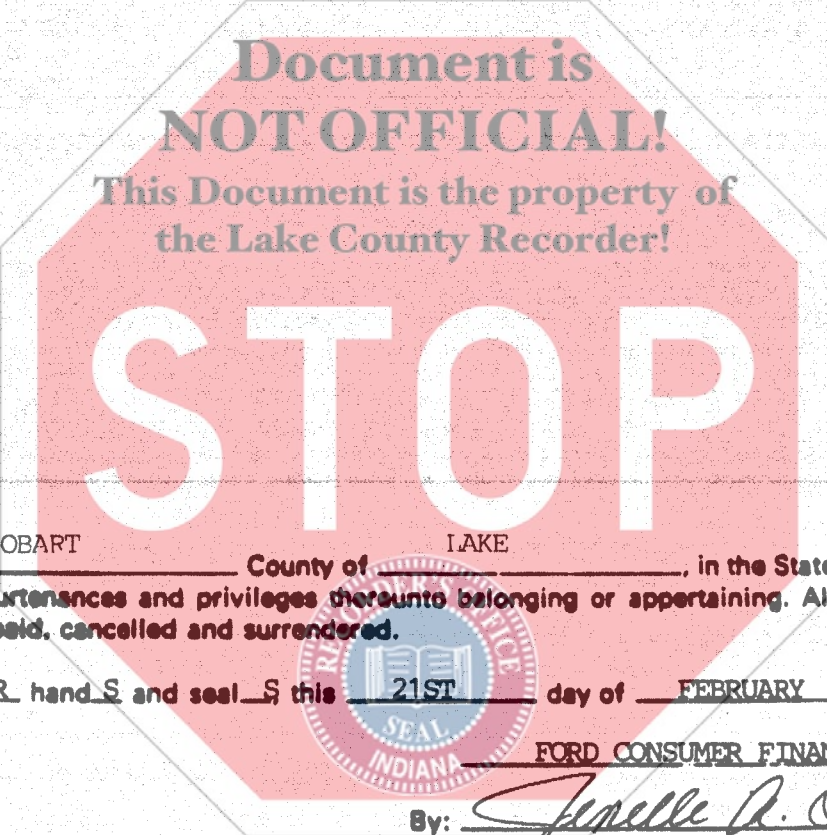 Document is
NOT OFFICIAL!
This Document is the property of
the Lake County Recorder!
STOP
OBART LAKE
County of , in the State
urtenances and privileges thereunto belonging or appertaining. Al
paid, cancelled and surrendered.
R hand S and seal S this 21ST day of FEBRUARY
RECORDER'S OFFICE
SEAL
INDIANA
FORD CONSUMER FINAN
By: Jenelle R.